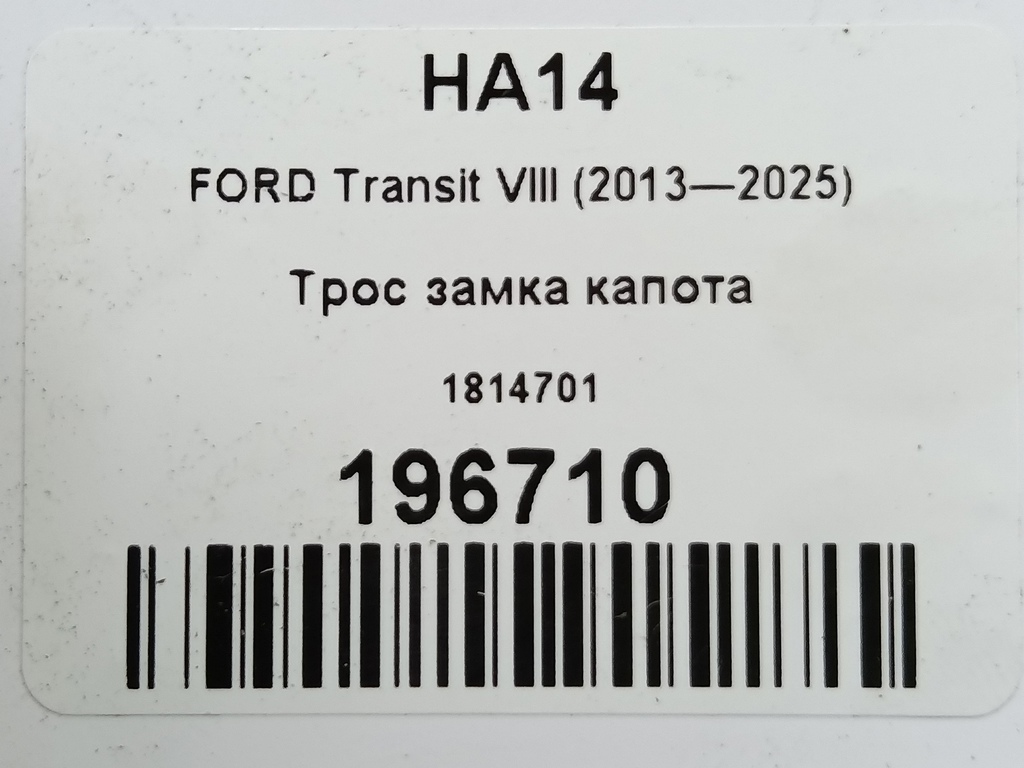 HA14
FORD Transit VIII (2013—2025)
Трос замка капота
1814701
196710